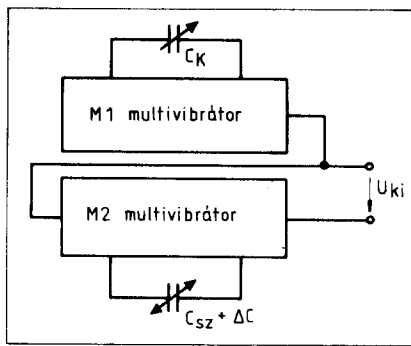 C_K
M1 multivibrátor
U_ki
M2 multivibrátor
C_sz + ΔC